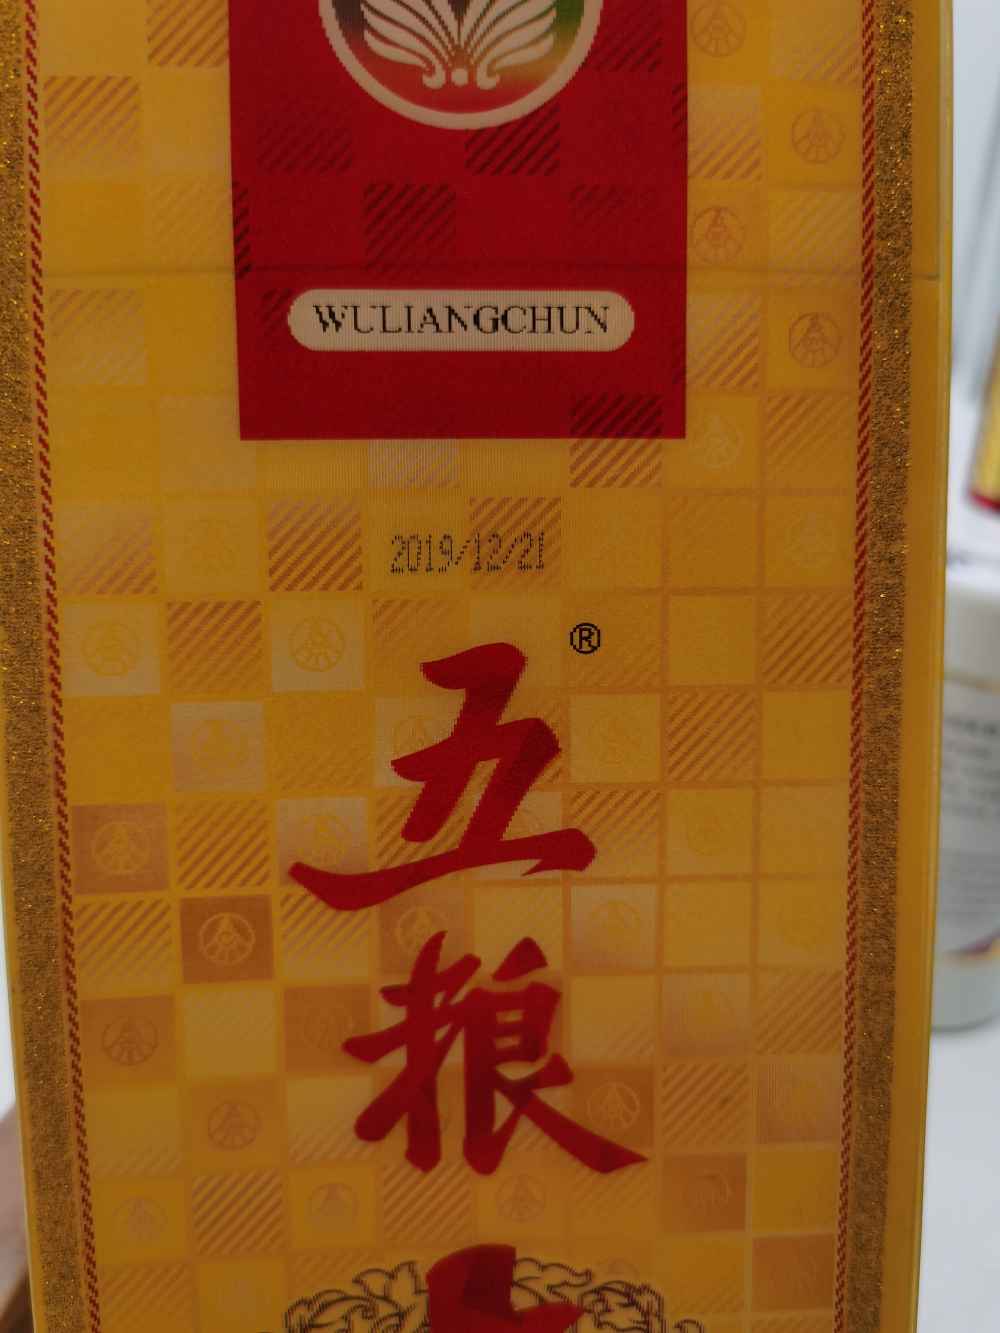 WULIANGCHUN
2019/12/21
®
五
粮